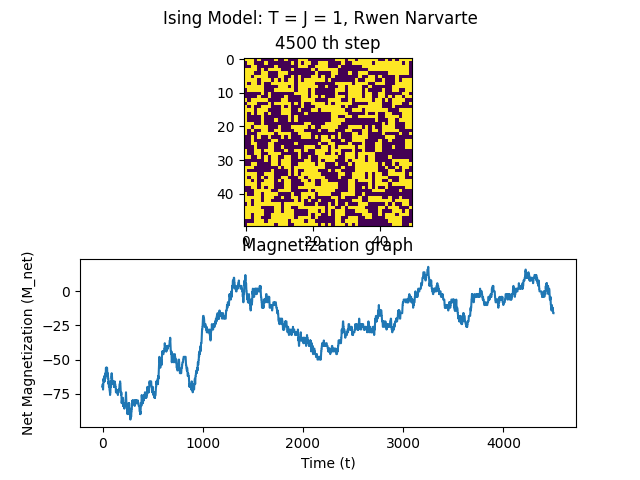 Ising Model: T = J = 1, Rwen Narvarte
4500 th step
0
10
20
30
40
0 20 40
Magnetization graph
Net Magnetization (M_net)
0
−25
−50
−75
0 1000 2000 3000 4000
Time (t)